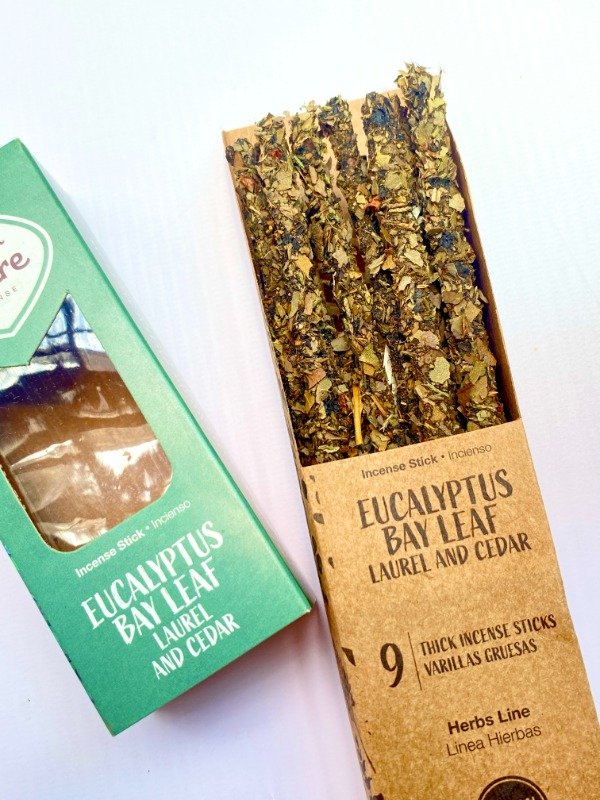 Incense Stick • Incienso
EUCALYPTUS
BAY LEAF
LAUREL
AND CEDAR
Incense Stick • Incienso
EUCALYPTUS
BAY LEAF
LAUREL AND CEDAR
9
THICK INCENSE STICKS
VARILLAS GRUESAS
Herbs Line
Linea Hierbas